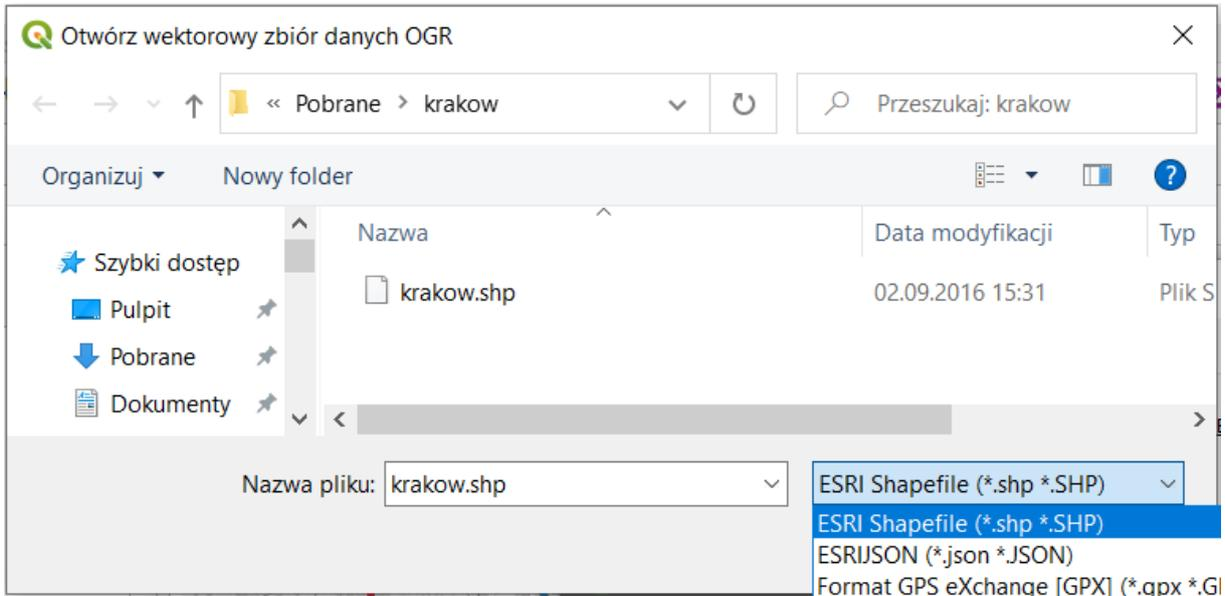 Otwórz wektorowy zbiór danych OGR
« Pobrane > krakow
Przeszukaj: krakow
Organizuj
Nowy folder
Nazwa
Data modyfikacji
Typ
Szybki dostęp
krakow.shp
02.09.2016 15:31
Plik S
Pulpit
Pobrane
Dokumenty
Nazwa pliku: krakow.shp
ESRI Shapefile (*.shp *.SHP)
ESRI Shapefile (*.shp *.SHP)
ESRIJSON (*.json *.JSON)
Format GPS eXchange [GPX] (*.gpx *.G